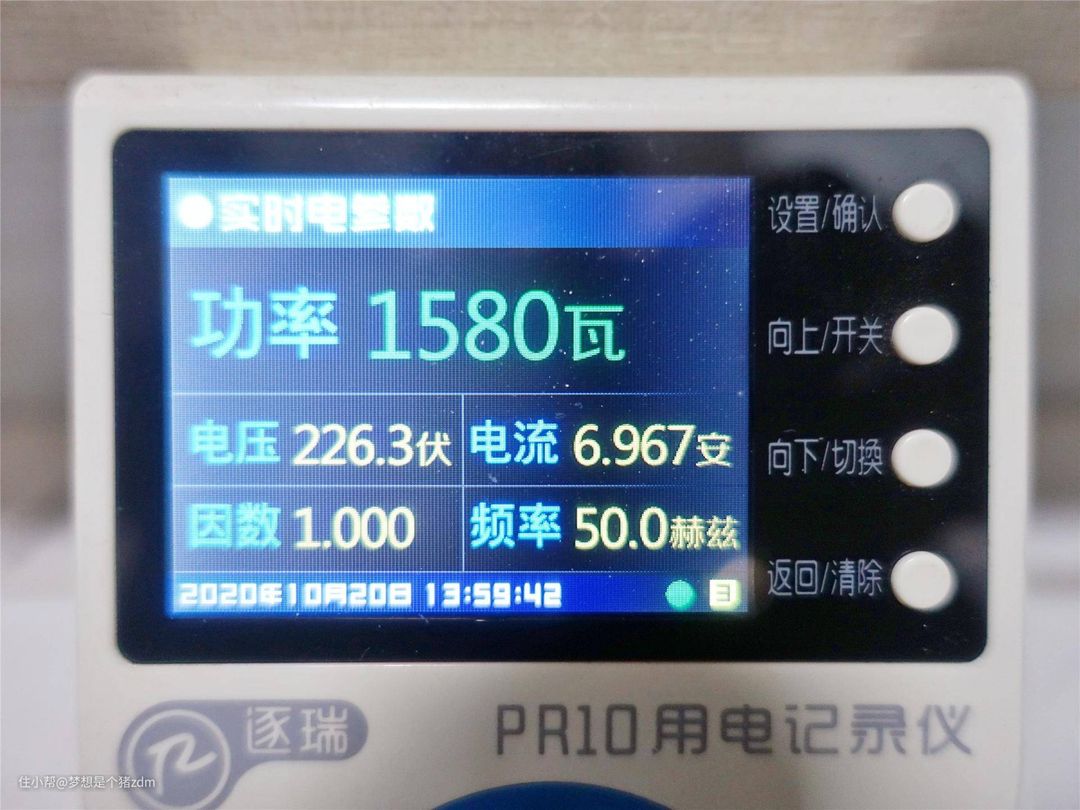 实时电参数
设置/确认
功率 1580瓦
向上/开关
电压 226.3伏 电流 6.967安
向下/切换
因数 1.000 频率 50.0赫兹
返回/清除
2020年10月20日 13:59:42 3
逐瑞
PR10用电记录仪
住小帮@梦想是个猪zdm